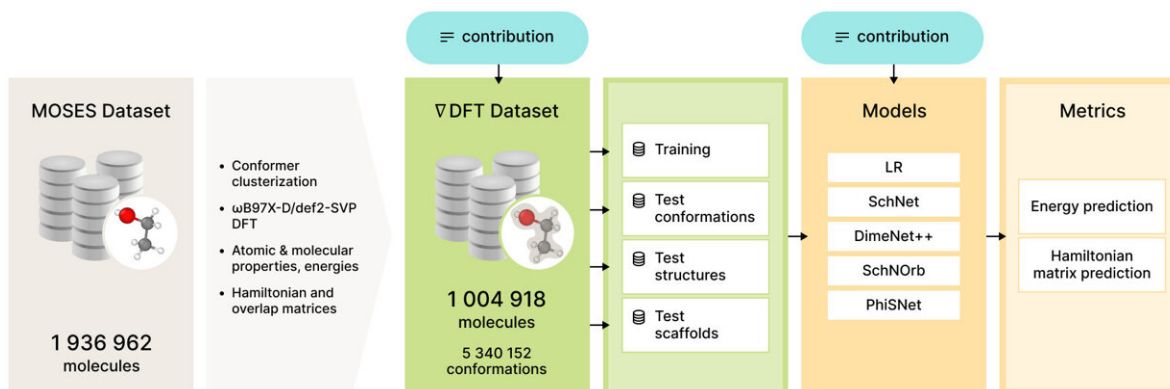 contribution
contribution
MOSES Dataset
1 936 962
molecules
• Conformer
clusterization
• ωB97X-D/def2-SVP
DFT
• Atomic & molecular
properties, energies
• Hamiltonian and
overlap matrices
∇DFT Dataset
1 004 918
molecules
5 340 152
conformations
Training
Test
conformations
Test
structures
Test
scaffolds
Models
LR
SchNet
DimeNet++
SchNOrb
PhiSNet
Metrics
Energy prediction
Hamiltonian
matrix prediction